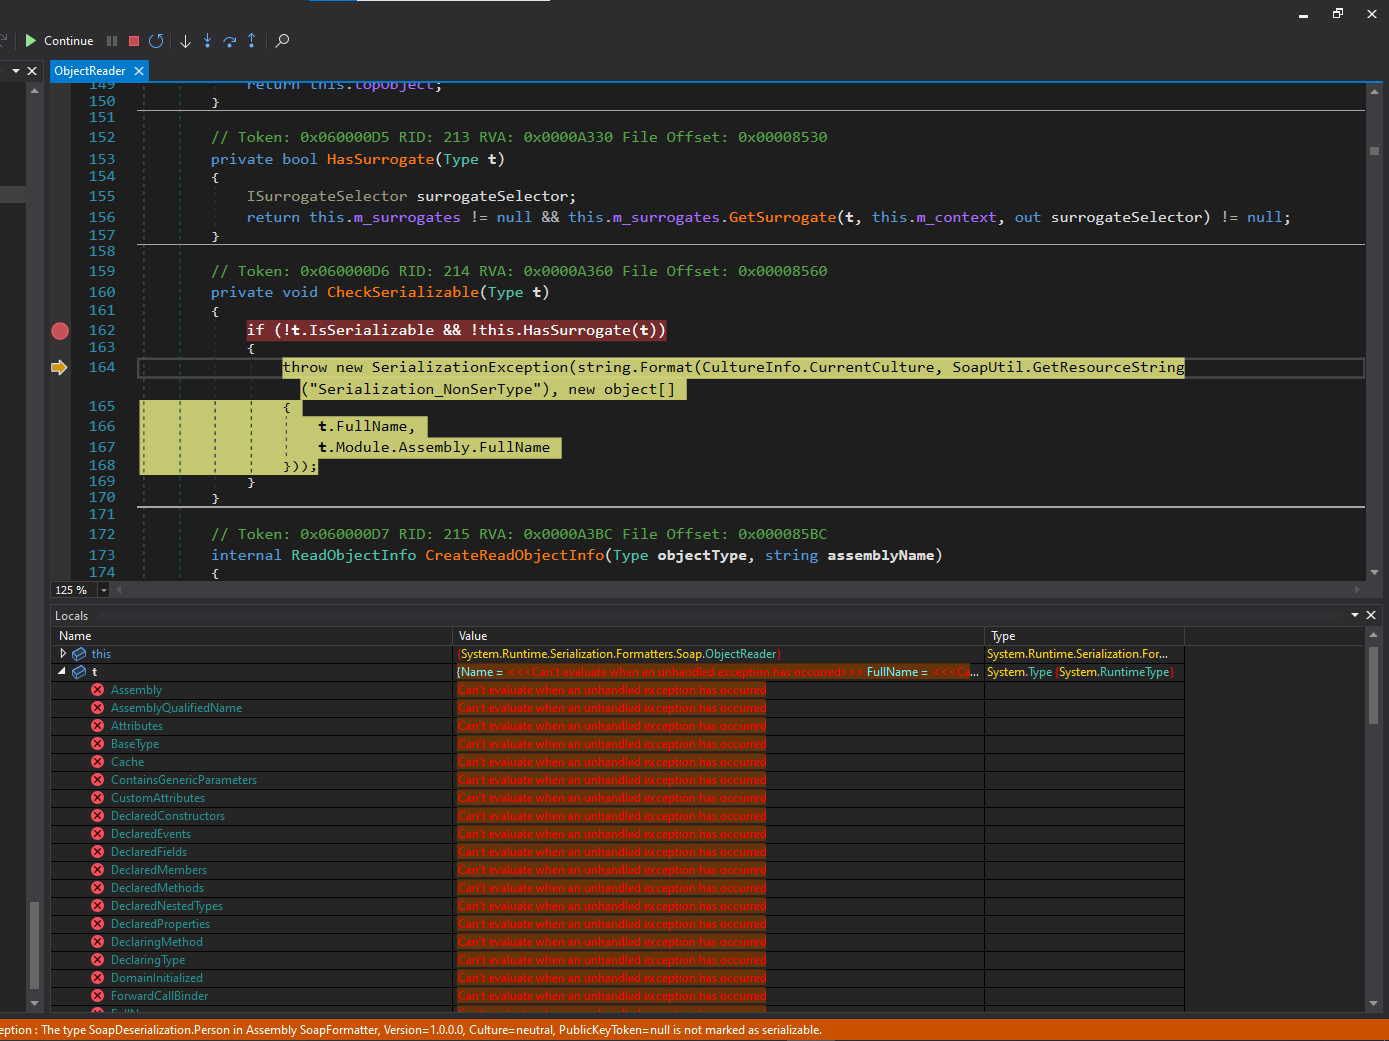 Continue
ObjectReader
149 return this.topObject;
150 }
151
152 // Token: 0x060000D5 RID: 213 RVA: 0x0000A330 File Offset: 0x00008530
153 private bool HasSurrogate(Type t)
154 {
155 ISurrogateSelector surrogateSelector;
156 return this.m_surrogates != null && this.m_surrogates.GetSurrogate(t, this.m_context, out surrogateSelector) != null;
157 }
158
159 // Token: 0x060000D6 RID: 214 RVA: 0x0000A360 File Offset: 0x00008560
160 private void CheckSerializable(Type t)
161 {
162 if (!t.IsSerializable && !this.HasSurrogate(t))
163 {
164 throw new SerializationException(string.Format(CultureInfo.CurrentCulture, SoapUtil.GetResourceString
("Serialization_NonSerType"), new object[]
165 {
166 t.FullName,
167 t.Module.Assembly.FullName
168 }));
169 }
170 }
171
172 // Token: 0x060000D7 RID: 215 RVA: 0x0000A3BC File Offset: 0x000085BC
173 internal ReadObjectInfo CreateReadObjectInfo(Type objectType, string assemblyName)
174 {
125 %
Locals
Name Value Type
this {System.Runtime.Serialization.Formatters.Soap.ObjectReader} System.Runtime.Serialization.For...
t {Name = <<<Can't evaluate when an unhandled exception has occurred>>> FullName = <<<Ca... System.Type {System.RuntimeType}
Assembly Can't evaluate when an unhandled exception has occurred
AssemblyQualifiedName Can't evaluate when an unhandled exception has occurred
Attributes Can't evaluate when an unhandled exception has occurred
BaseType Can't evaluate when an unhandled exception has occurred
Cache Can't evaluate when an unhandled exception has occurred
ContainsGenericParameters Can't evaluate when an unhandled exception has occurred
CustomAttributes Can't evaluate when an unhandled exception has occurred
DeclaredConstructors Can't evaluate when an unhandled exception has occurred
DeclaredEvents Can't evaluate when an unhandled exception has occurred
DeclaredFields Can't evaluate when an unhandled exception has occurred
DeclaredMembers Can't evaluate when an unhandled exception has occurred
DeclaredMethods Can't evaluate when an unhandled exception has occurred
DeclaredNestedTypes Can't evaluate when an unhandled exception has occurred
DeclaredProperties Can't evaluate when an unhandled exception has occurred
DeclaringMethod Can't evaluate when an unhandled exception has occurred
DeclaringType Can't evaluate when an unhandled exception has occurred
DomainInitialized Can't evaluate when an unhandled exception has occurred
ForwardCallBinder Can't evaluate when an unhandled exception has occurred
eption : The type SoapDeserialization.Person in Assembly SoapFormatter, Version=1.0.0.0, Culture=neutral, PublicKeyToken=null is not marked as serializable.